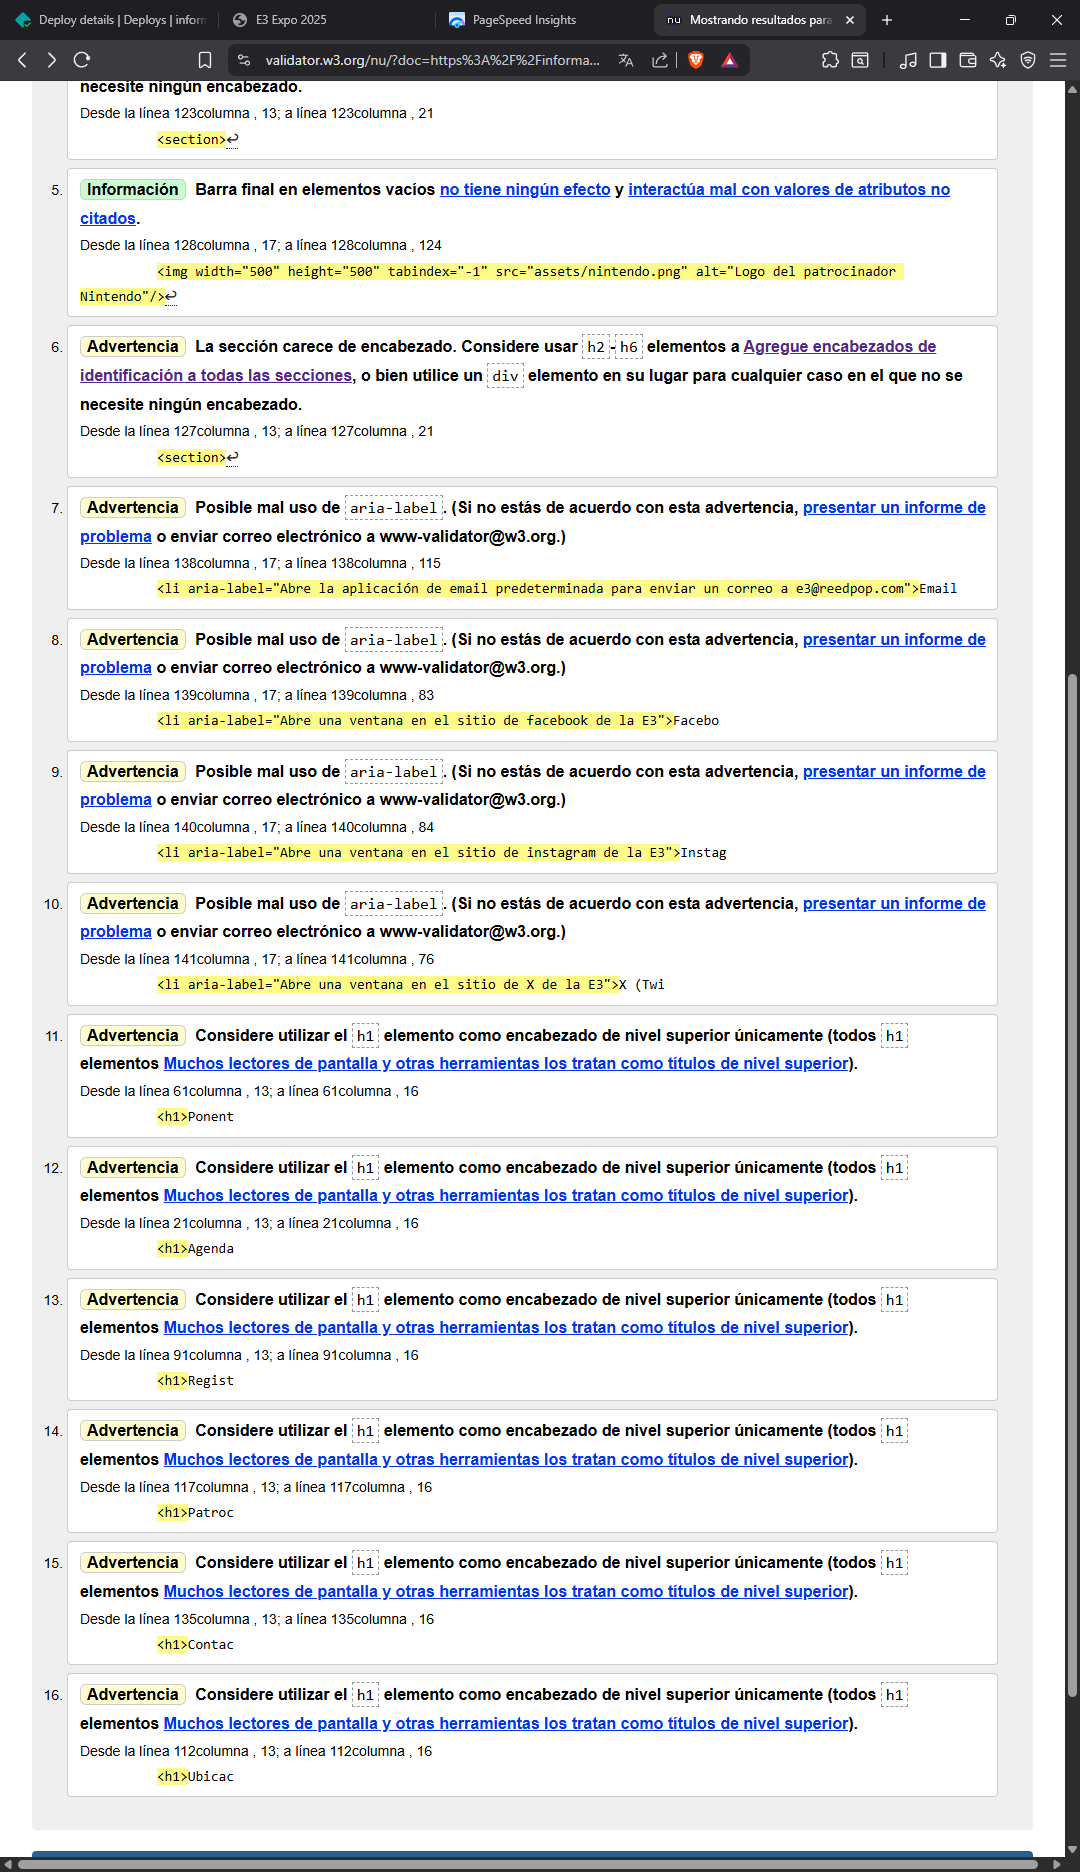 Deploy details | Deploys | inform
E3 Expo 2025
PageSpeed Insights
nu Mostrando resultados para
validator.w3.org/nu/?doc=https%3A%2F%2Finforma...
necesite ningún encabezado.
Desde la línea 123columna , 13; a línea 123columna , 21
<section>↩
5. Información Barra final en elementos vacíos no tiene ningún efecto y interactúa mal con valores de atributos no
citados.
Desde la línea 128columna , 17; a línea 128columna , 124
<img width="500" height="500" tabindex="-1" src="assets/nintendo.png" alt="Logo del patrocinador
Nintendo"/>↩
6. Advertencia La sección carece de encabezado. Considere usar h2-h6 elementos a Agregue encabezados de
identificación a todas las secciones, o bien utilice un div elemento en su lugar para cualquier caso en el que no se
necesite ningún encabezado.
Desde la línea 127columna , 13; a línea 127columna , 21
<section>↩
7. Advertencia Posible mal uso de aria-label. (Si no estás de acuerdo con esta advertencia, presentar un informe de
problema o enviar correo electrónico a www-validator@w3.org.)
Desde la línea 138columna , 17; a línea 138columna , 115
<li aria-label="Abre la aplicación de email predeterminada para enviar un correo a e3@reedpop.com">Email
8. Advertencia Posible mal uso de aria-label. (Si no estás de acuerdo con esta advertencia, presentar un informe de
problema o enviar correo electrónico a www-validator@w3.org.)
Desde la línea 139columna , 17; a línea 139columna , 83
<li aria-label="Abre una ventana en el sitio de facebook de la E3">Facebo
9. Advertencia Posible mal uso de aria-label. (Si no estás de acuerdo con esta advertencia, presentar un informe de
problema o enviar correo electrónico a www-validator@w3.org.)
Desde la línea 140columna , 17; a línea 140columna , 84
<li aria-label="Abre una ventana en el sitio de instagram de la E3">Instag
10. Advertencia Posible mal uso de aria-label. (Si no estás de acuerdo con esta advertencia, presentar un informe de
problema o enviar correo electrónico a www-validator@w3.org.)
Desde la línea 141columna , 17; a línea 141columna , 76
<li aria-label="Abre una ventana en el sitio de X de la E3">X (Twi
11. Advertencia Considere utilizar el h1 elemento como encabezado de nivel superior únicamente (todos h1
elementos Muchos lectores de pantalla y otras herramientas los tratan como títulos de nivel superior).
Desde la línea 61columna , 13; a línea 61columna , 16
<h1>Ponent
12. Advertencia Considere utilizar el h1 elemento como encabezado de nivel superior únicamente (todos h1
elementos Muchos lectores de pantalla y otras herramientas los tratan como títulos de nivel superior).
Desde la línea 21columna , 13; a línea 21columna , 16
<h1>Agenda
13. Advertencia Considere utilizar el h1 elemento como encabezado de nivel superior únicamente (todos h1
elementos Muchos lectores de pantalla y otras herramientas los tratan como títulos de nivel superior).
Desde la línea 91columna , 13; a línea 91columna , 16
<h1>Regist
14. Advertencia Considere utilizar el h1 elemento como encabezado de nivel superior únicamente (todos h1
elementos Muchos lectores de pantalla y otras herramientas los tratan como títulos de nivel superior).
Desde la línea 117columna , 13; a línea 117columna , 16
<h1>Patroc
15. Advertencia Considere utilizar el h1 elemento como encabezado de nivel superior únicamente (todos h1
elementos Muchos lectores de pantalla y otras herramientas los tratan como títulos de nivel superior).
Desde la línea 135columna , 13; a línea 135columna , 16
<h1>Contac
16. Advertencia Considere utilizar el h1 elemento como encabezado de nivel superior únicamente (todos h1
elementos Muchos lectores de pantalla y otras herramientas los tratan como títulos de nivel superior).
Desde la línea 112columna , 13; a línea 112columna , 16
<h1>Ubicac